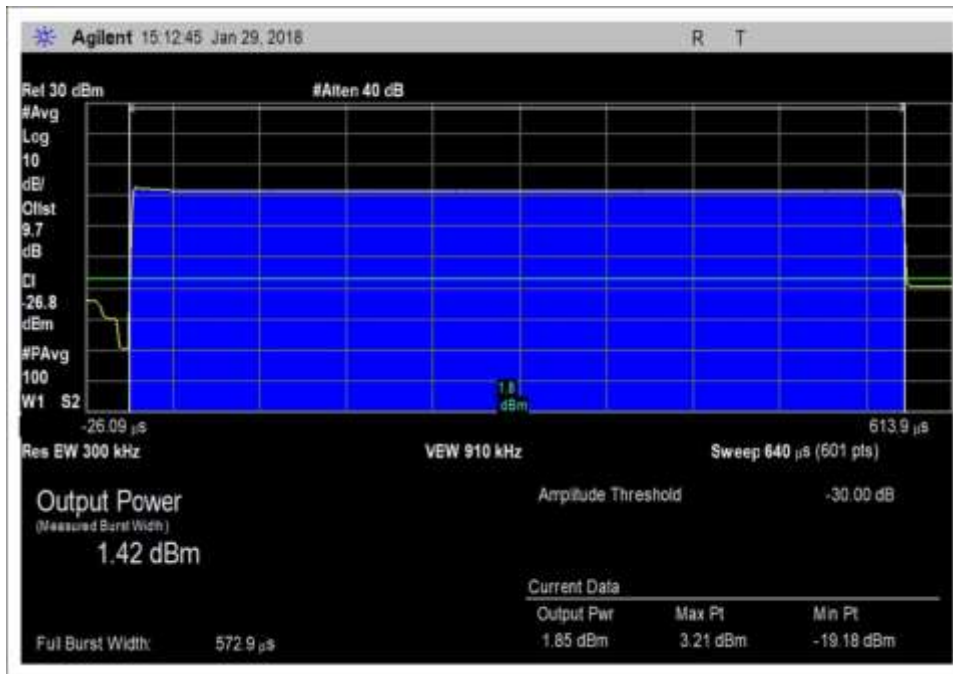 Agilent 15:12:45 Jan 29, 2018 R T
Ref 30 dBm #Atten 40 dB
#Avg
Log
10
dB/
Offst
9.7
dB
DI
-26.8
dBm
#PAvg
100
W1 S2
1.8
dBm
-26.09 µs 613.9 µs
Res BW 300 kHz VBW 910 kHz Sweep 640 µs (601 pts)
Output Power
(Measured Burst Width)
1.42 dBm
Amplitude Threshold -30.00 dB
Current Data
Output Pwr Max Pt Min Pt
Full Burst Width: 572.9 µs 1.85 dBm 3.21 dBm -19.18 dBm